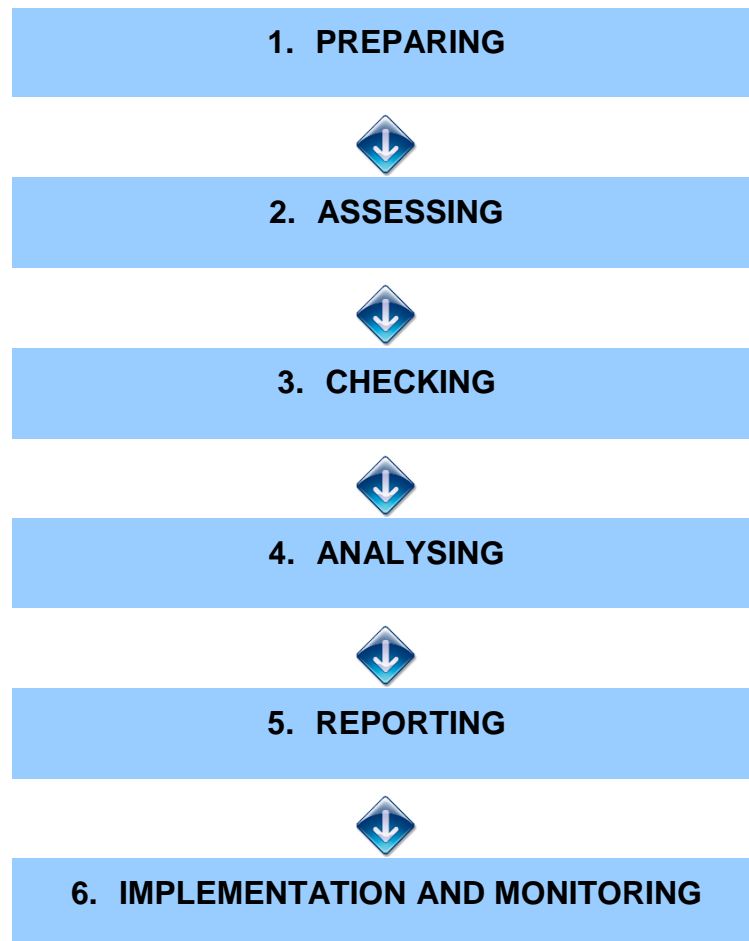 1. PREPARING
2. ASSESSING
3. CHECKING
4. ANALYSING
5. REPORTING
6. IMPLEMENTATION AND MONITORING